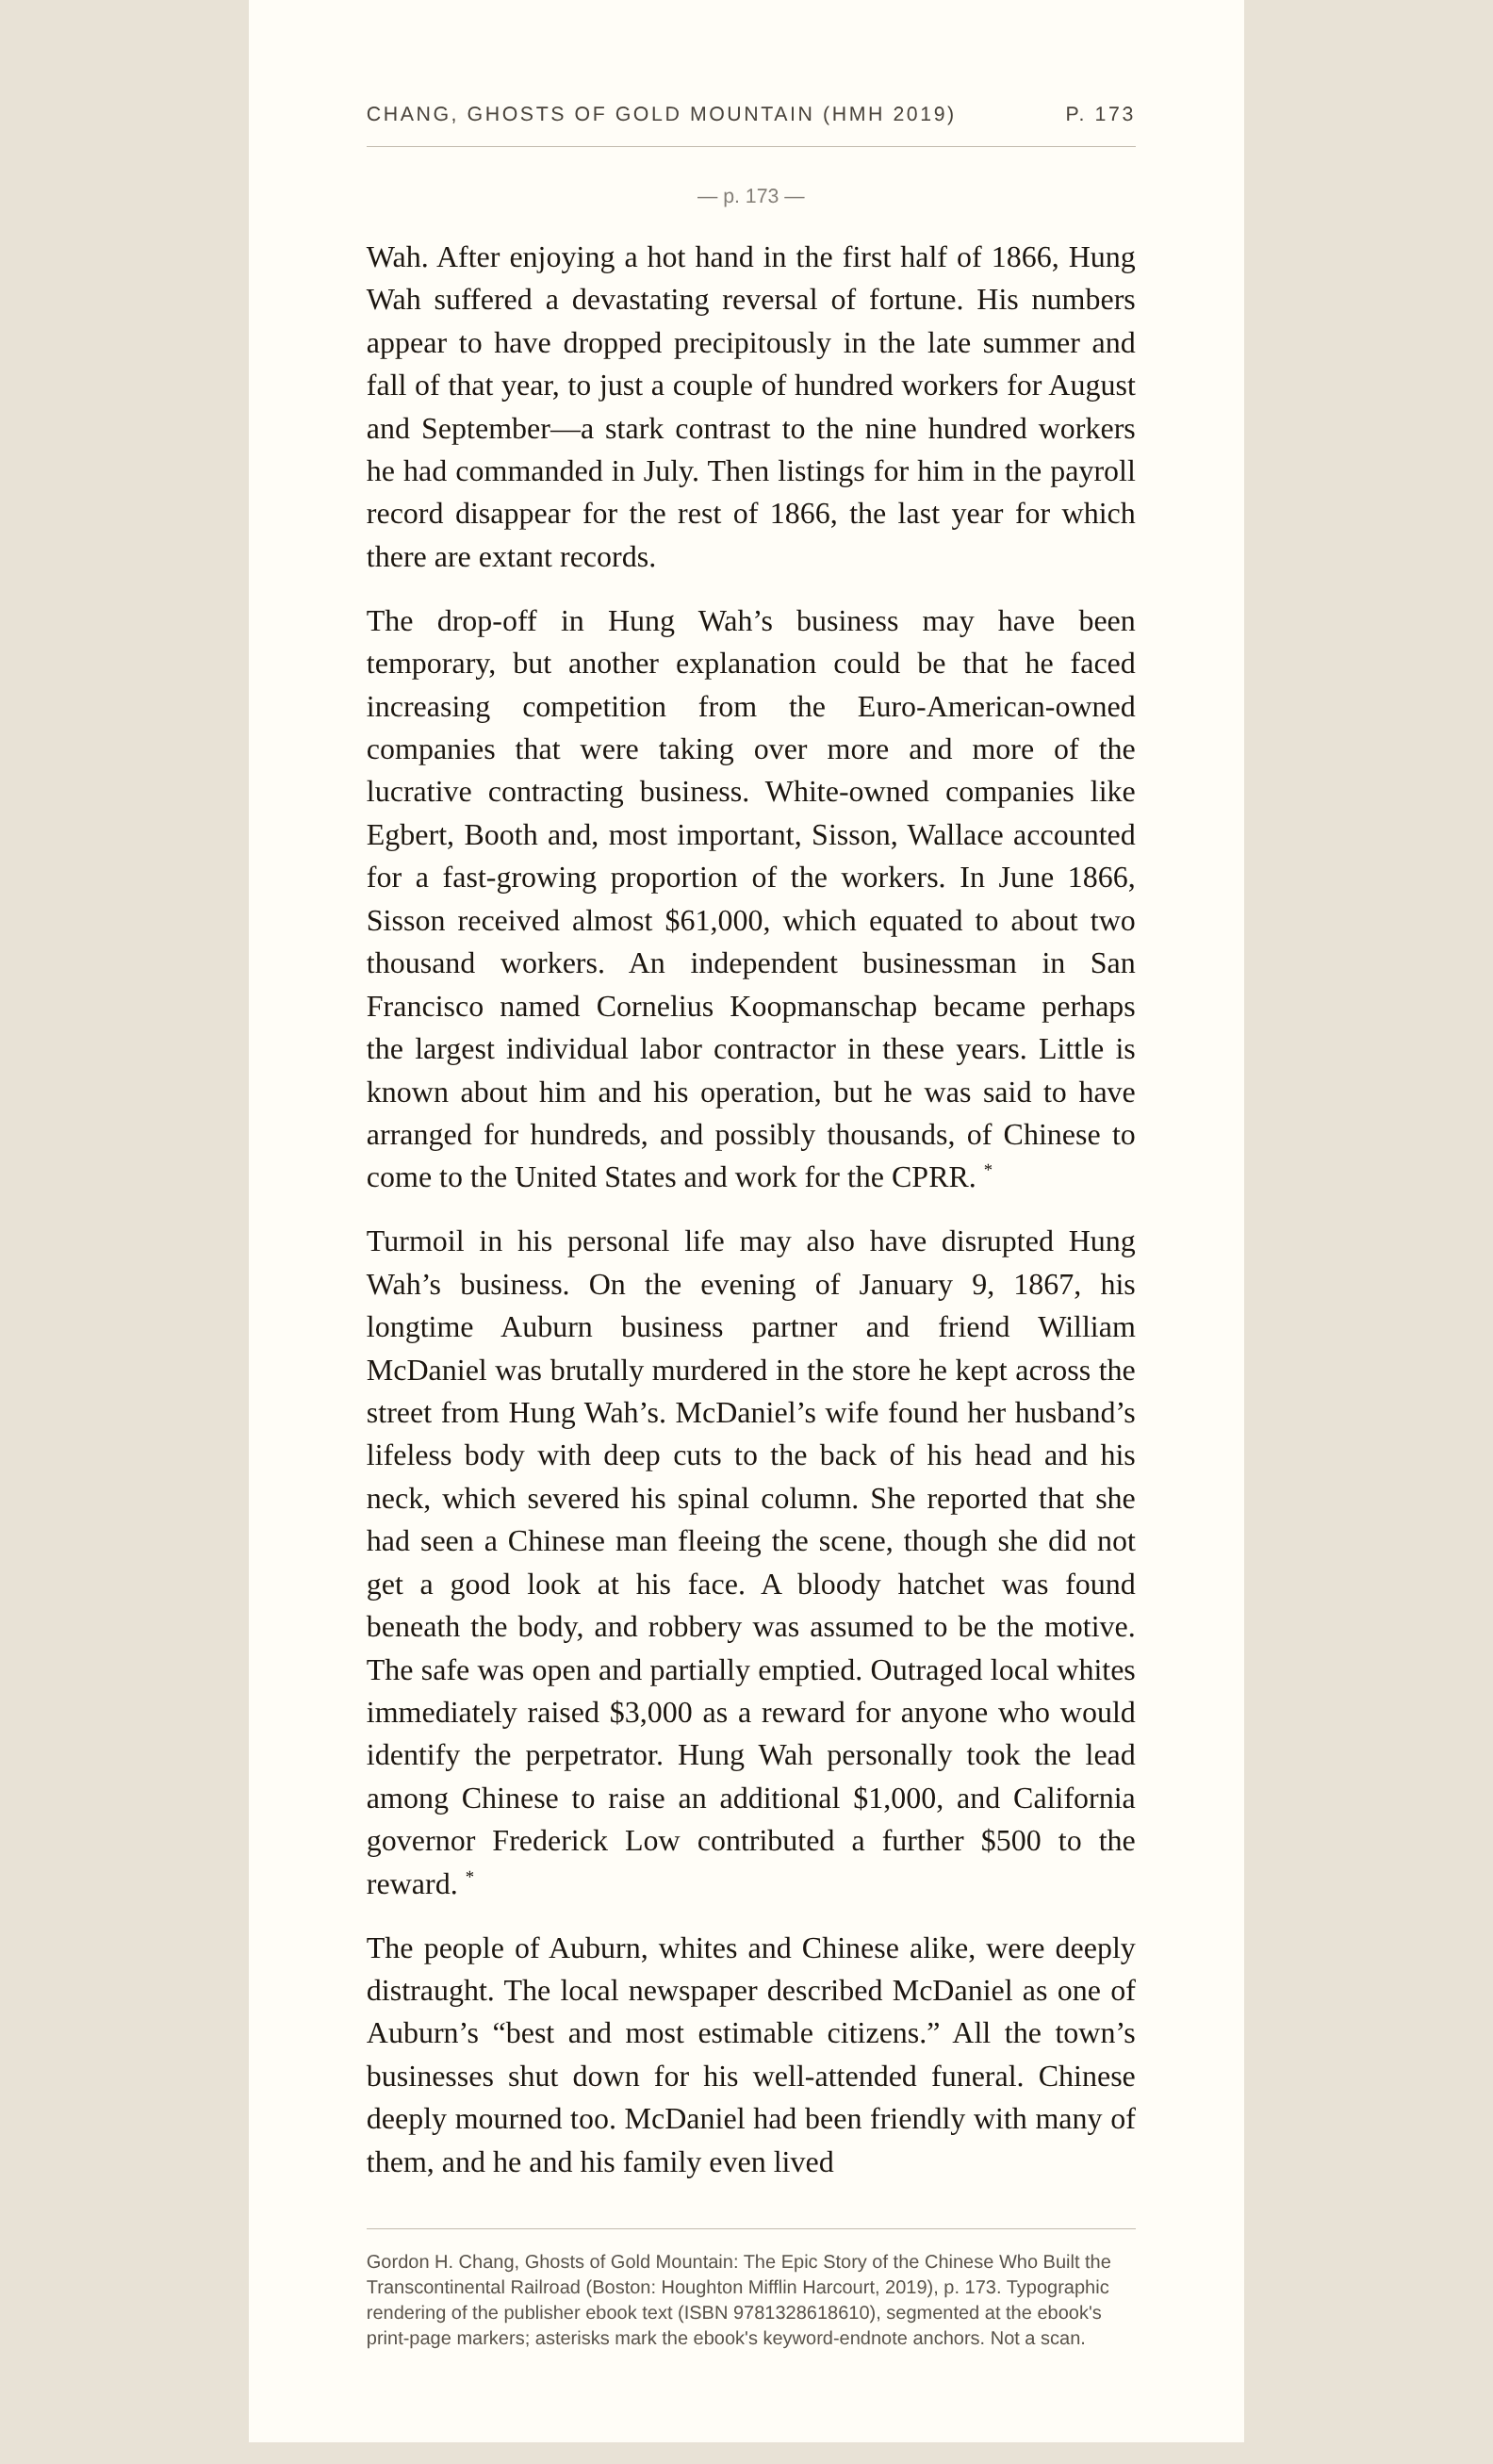 CHANG, GHOSTS OF GOLD MOUNTAIN (HMH 2019) P. 173
— p. 173 —
Wah. After enjoying a hot hand in the first half of 1866, Hung
Wah suffered a devastating reversal of fortune. His numbers
appear to have dropped precipitously in the late summer and
fall of that year, to just a couple of hundred workers for August
and September—a stark contrast to the nine hundred workers
he had commanded in July. Then listings for him in the payroll
record disappear for the rest of 1866, the last year for which
there are extant records.
The drop-off in Hung Wah’s business may have been
temporary, but another explanation could be that he faced
increasing competition from the Euro-American-owned
companies that were taking over more and more of the
lucrative contracting business. White-owned companies like
Egbert, Booth and, most important, Sisson, Wallace accounted
for a fast-growing proportion of the workers. In June 1866,
Sisson received almost $61,000, which equated to about two
thousand workers. An independent businessman in San
Francisco named Cornelius Koopmanschap became perhaps
the largest individual labor contractor in these years. Little is
known about him and his operation, but he was said to have
arranged for hundreds, and possibly thousands, of Chinese to
come to the United States and work for the CPRR. *
Turmoil in his personal life may also have disrupted Hung
Wah’s business. On the evening of January 9, 1867, his
longtime Auburn business partner and friend William
McDaniel was brutally murdered in the store he kept across the
street from Hung Wah’s. McDaniel’s wife found her husband’s
lifeless body with deep cuts to the back of his head and his
neck, which severed his spinal column. She reported that she
had seen a Chinese man fleeing the scene, though she did not
get a good look at his face. A bloody hatchet was found
beneath the body, and robbery was assumed to be the motive.
The safe was open and partially emptied. Outraged local whites
immediately raised $3,000 as a reward for anyone who would
identify the perpetrator. Hung Wah personally took the lead
among Chinese to raise an additional $1,000, and California
governor Frederick Low contributed a further $500 to the
reward. *
The people of Auburn, whites and Chinese alike, were deeply
distraught. The local newspaper described McDaniel as one of
Auburn’s “best and most estimable citizens.” All the town’s
businesses shut down for his well-attended funeral. Chinese
deeply mourned too. McDaniel had been friendly with many of
them, and he and his family even lived
Gordon H. Chang, Ghosts of Gold Mountain: The Epic Story of the Chinese Who Built the
Transcontinental Railroad (Boston: Houghton Mifflin Harcourt, 2019), p. 173. Typographic
rendering of the publisher ebook text (ISBN 9781328618610), segmented at the ebook's
print-page markers; asterisks mark the ebook's keyword-endnote anchors. Not a scan.